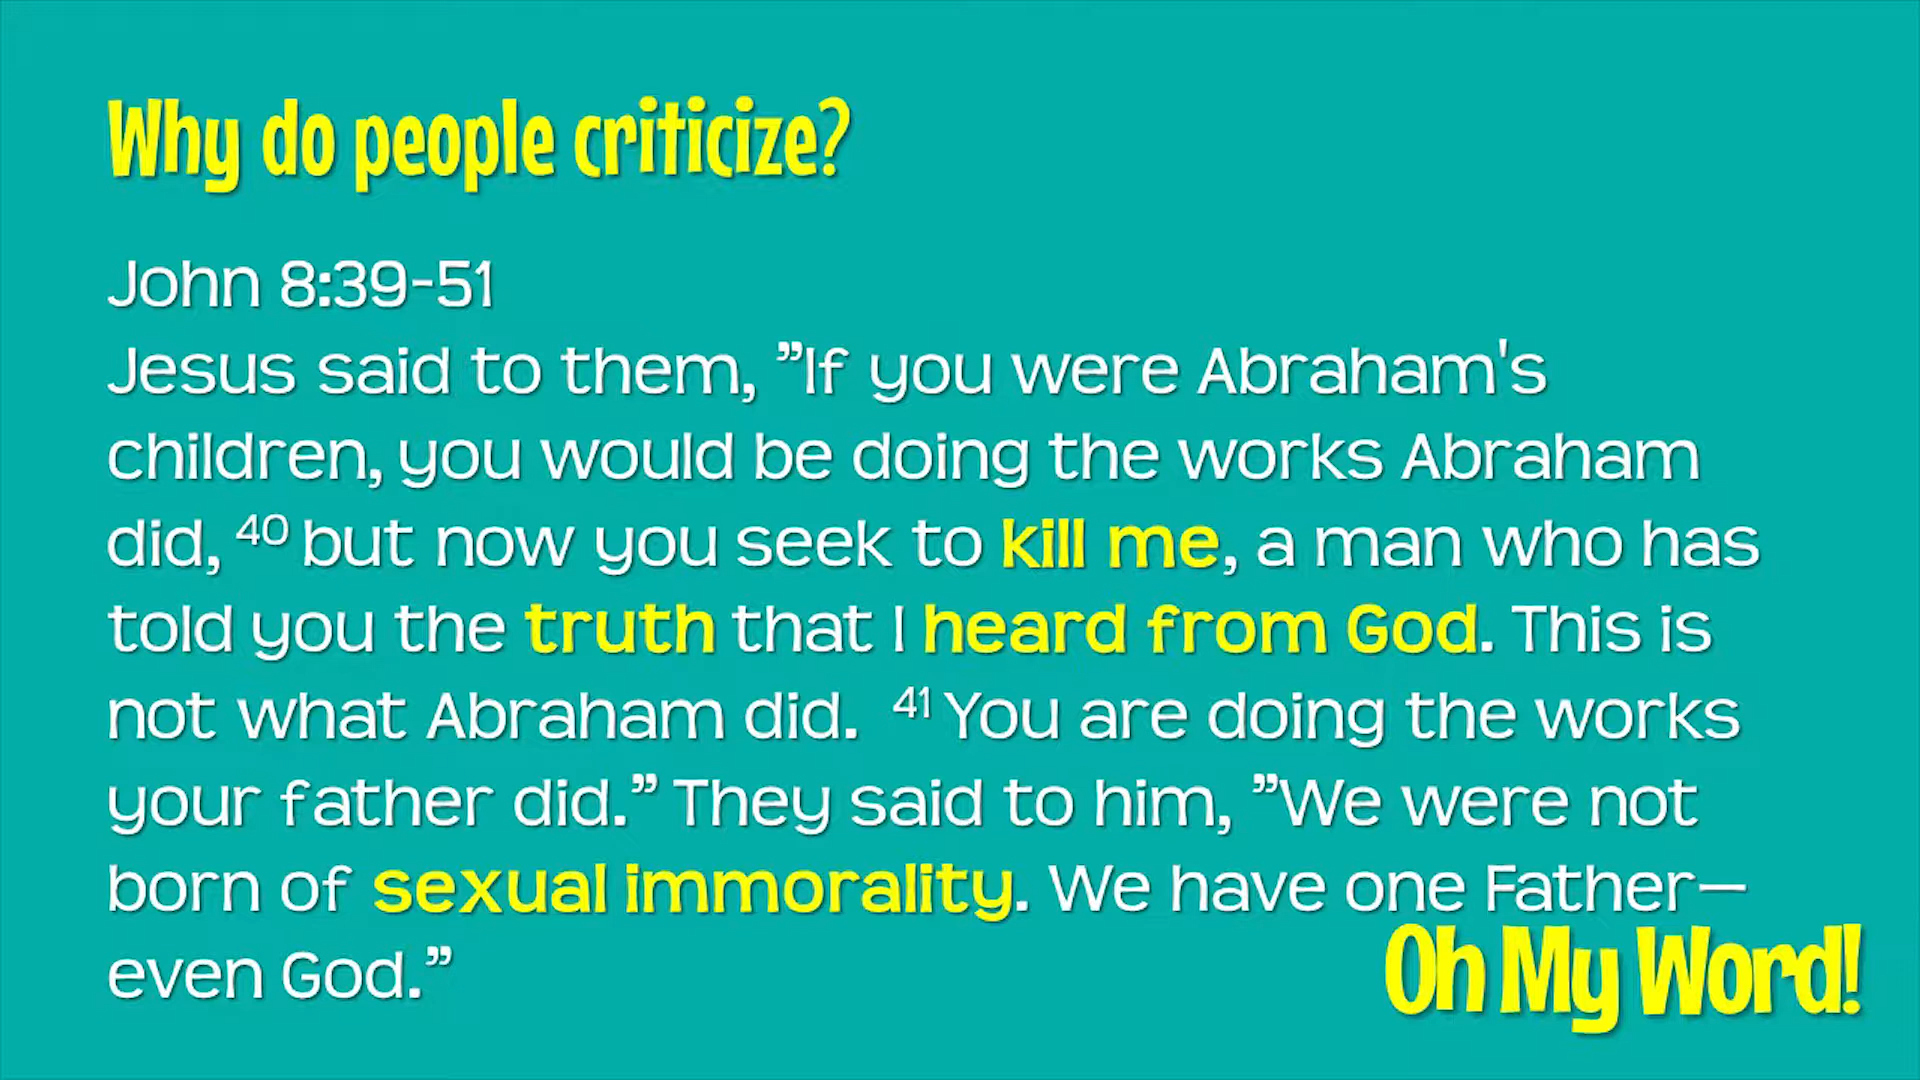 Why do people criticize?
John 8:39-51
Jesus said to them, ”If you were Abraham's
children, you would be doing the works Abraham
did, 40 but now you seek to kill me, a man who has
told you the truth that I heard from God. This is
not what Abraham did. 41 You are doing the works
your father did.” They said to him, ”We were not
born of sexual immorality. We have one Father—
even God.”
Oh My Word!